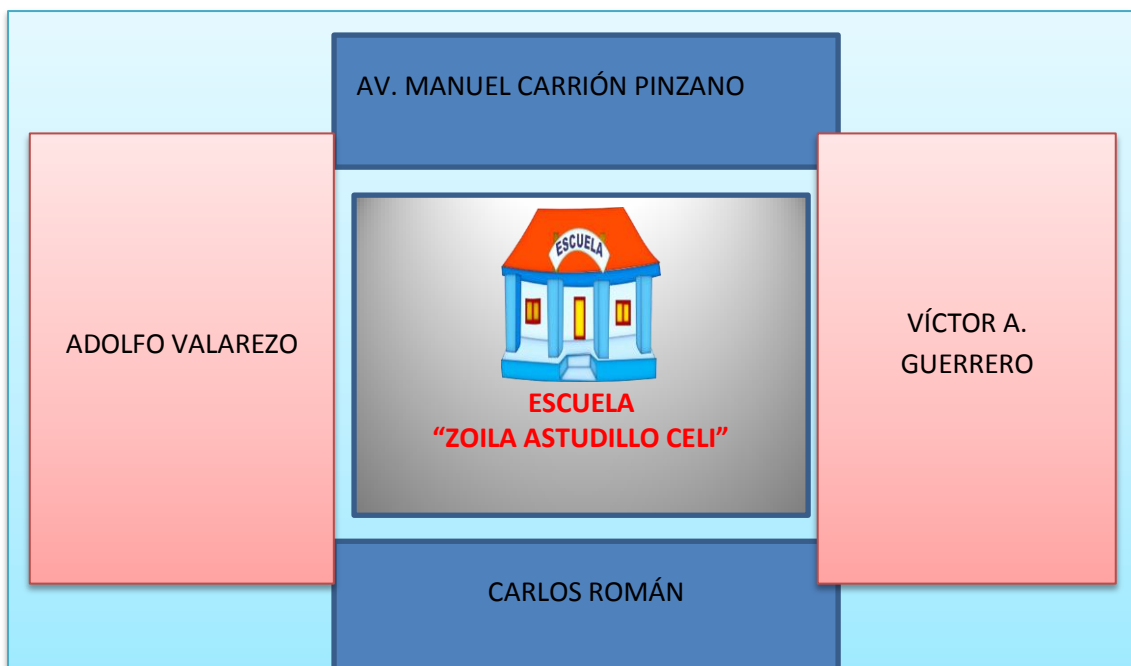 AV. MANUEL CARRIÓN PINZANO
ADOLFO VALAREZO
ESCUELA
ESCUELA
“ZOILA ASTUDILLO CELI”
VÍCTOR A.
GUERRERO
CARLOS ROMÁN